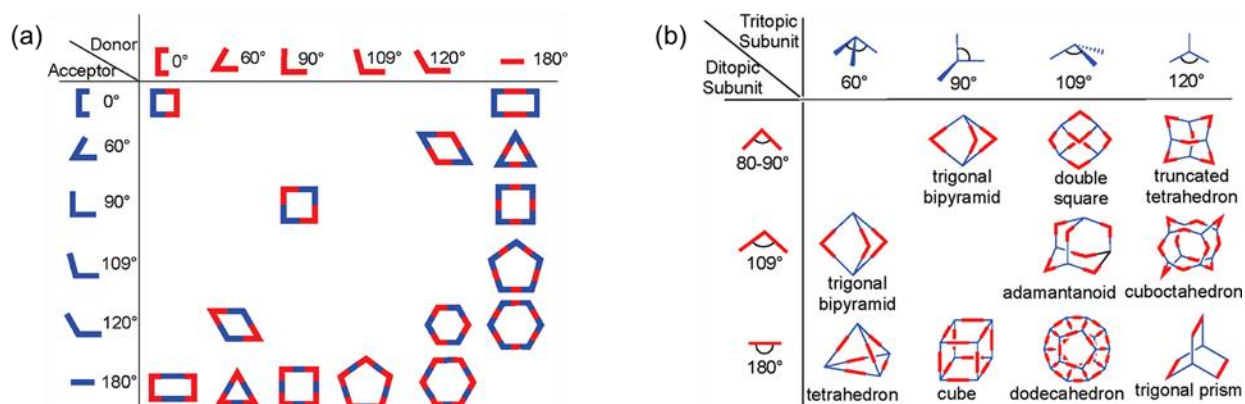 (a)
Donor
Acceptor
0° 60° 90° 109° 120° 180°
0°
60°
90°
109°
120°
180°
(b)
Tritopic
Subunit
Ditopic
Subunit
60° 90° 109° 120°
80-90°
trigonal
bipyramid
double
square
truncated
tetrahedron
109°
trigonal
bipyramid
adamantanoid
cuboctahedron
180°
tetrahedron
cube
dodecahedron
trigonal prism